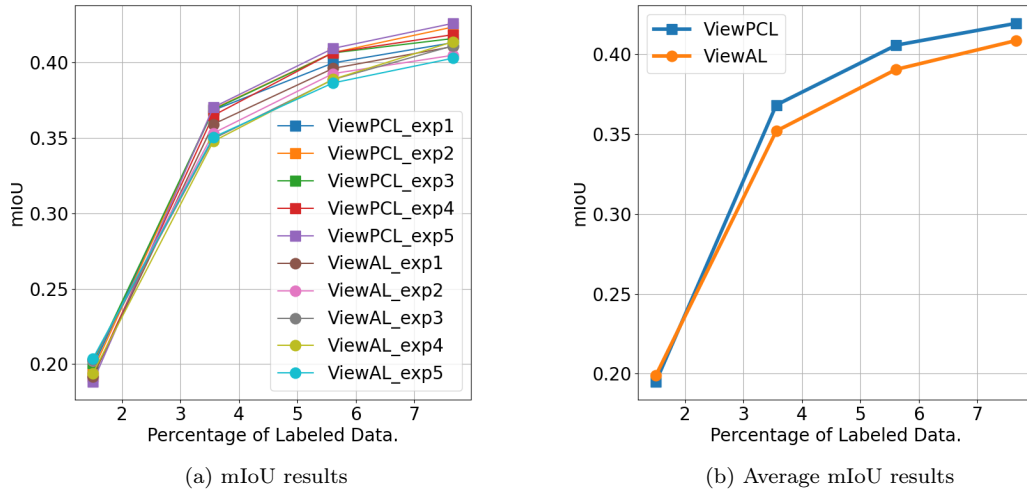 0.40
0.35
0.30
0.25
0.20
mIoU
ViewPCL_exp1
ViewPCL_exp2
ViewPCL_exp3
ViewPCL_exp4
ViewPCL_exp5
ViewAL_exp1
ViewAL_exp2
ViewAL_exp3
ViewAL_exp4
ViewAL_exp5
2 3 4 5 6 7
Percentage of Labeled Data.
(a) mIoU results
ViewPCL
ViewAL
0.40
0.35
0.30
0.25
0.20
mIoU
2 3 4 5 6 7
Percentage of Labeled Data.
(b) Average mIoU results